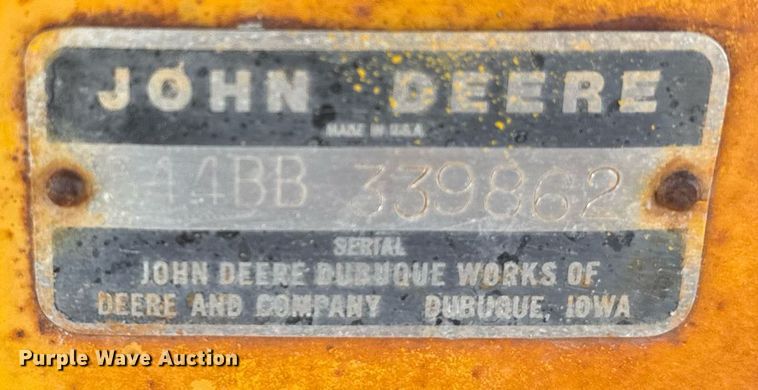 JOHN DEERE
MADE IN U.S.A.
644BB 339862
SERIAL
JOHN DEERE DUBUQUE WORKS OF
DEERE AND COMPANY DUBUQUE, IOWA
Purple Wave Auction